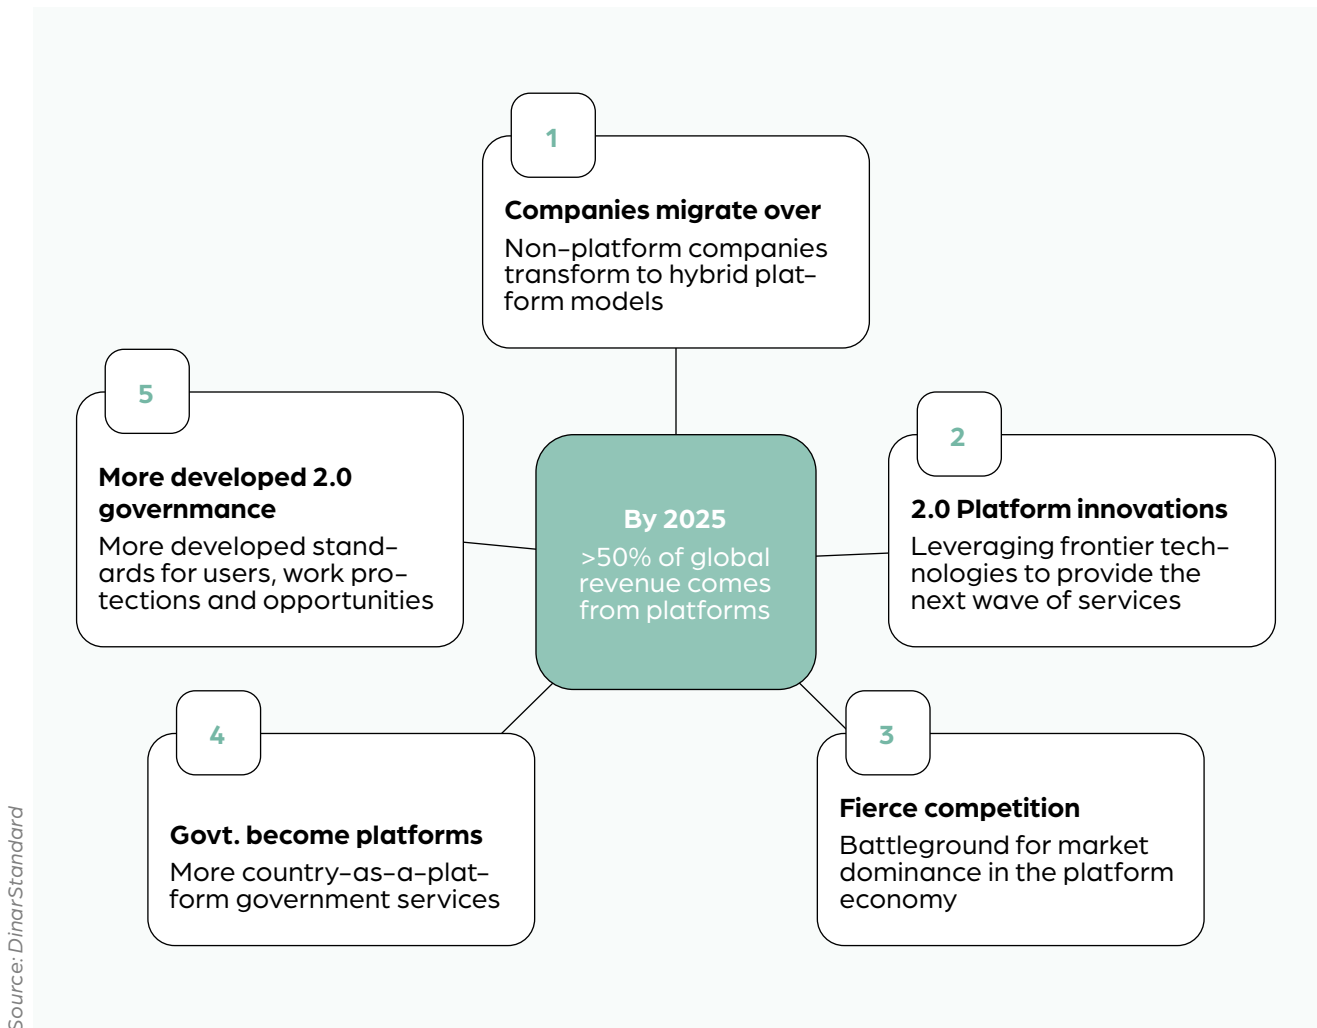 1
Companies migrate over
Non-platform companies
transform to hybrid plat-
form models
2
2.0 Platform innovations
Leveraging frontier tech-
nologies to provide the
next wave of services
3
Fierce competition
Battleground for market
dominance in the platform
economy
4
Govt. become platforms
More country-as-a-plat-
form government services
5
More developed 2.0
governmance
More developed stand-
ards for users, work pro-
tections and opportunities
By 2025
>50% of global
revenue comes
from platforms
Source: DinarStandard